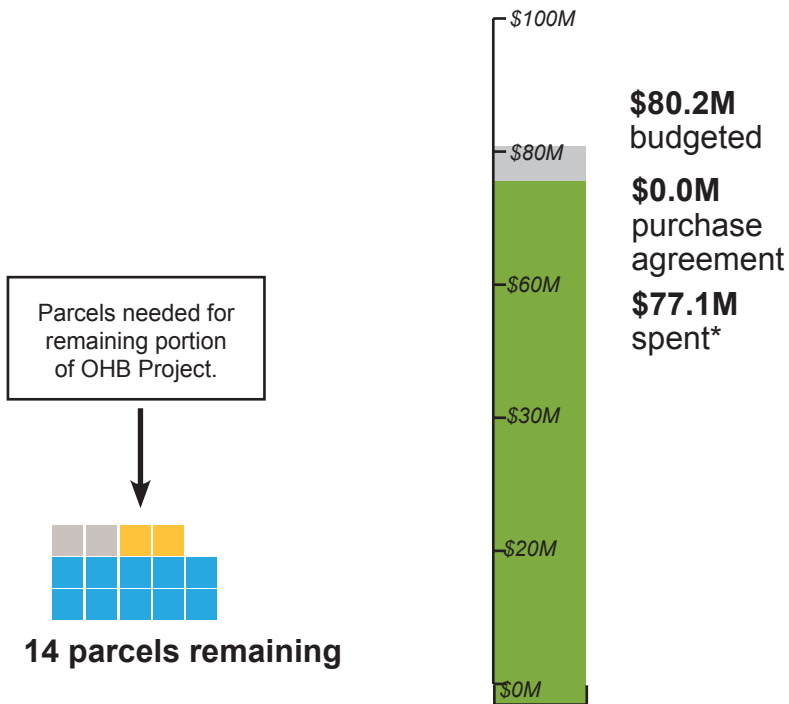 Parcels needed for
remaining portion
of OHB Project.
14 parcels remaining
$100M
$80M
$60M
$30M
$20M
$0M
$80.2M
budgeted
$0.0M
purchase
agreement
$77.1M
spent*